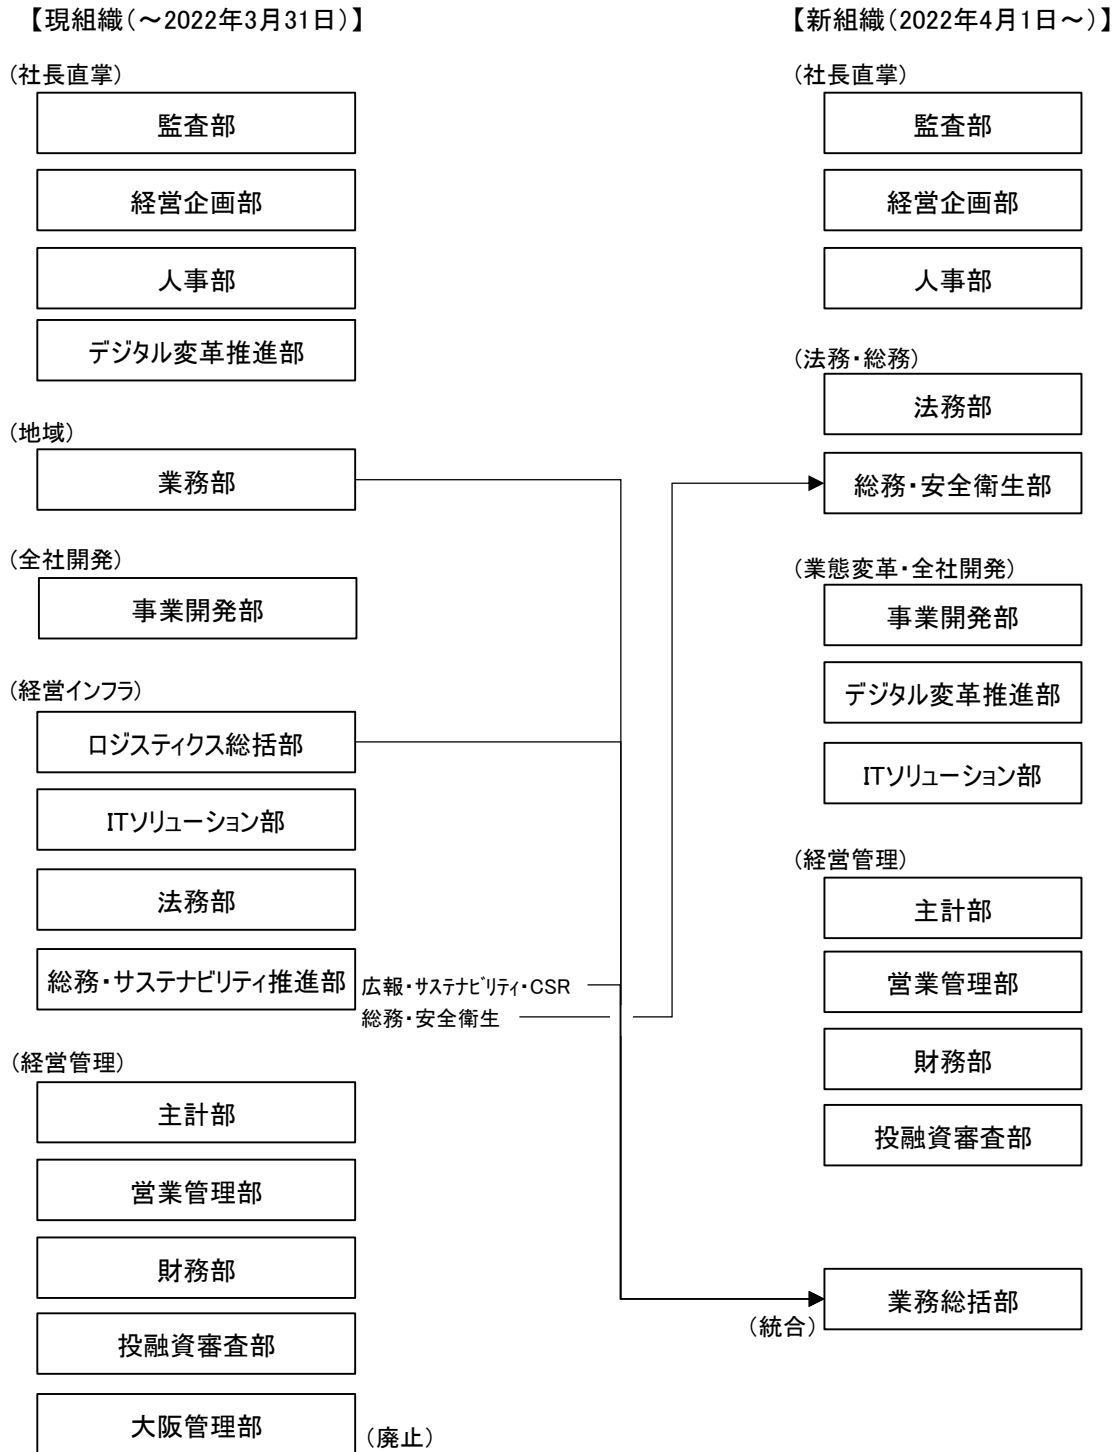 【現組織(～2022年3月31日)】
(社長直掌)
監査部
経営企画部
人事部
デジタル変革推進部
(地域)
業務部
(全社開発)
事業開発部
(経営インフラ)
ロジスティクス総括部
ITソリューション部
法務部
総務・サステナビリティ推進部
広報・サステナビリティ・CSR
総務・安全衛生
(経営管理)
主計部
営業管理部
財務部
投融資審査部
大阪管理部
(廃止)
【新組織(2022年4月1日～)】
(社長直掌)
監査部
経営企画部
人事部
(法務・総務)
法務部
総務・安全衛生部
(業態変革・全社開発)
事業開発部
デジタル変革推進部
ITソリューション部
(経営管理)
主計部
営業管理部
財務部
投融資審査部
業務総括部
(統合)